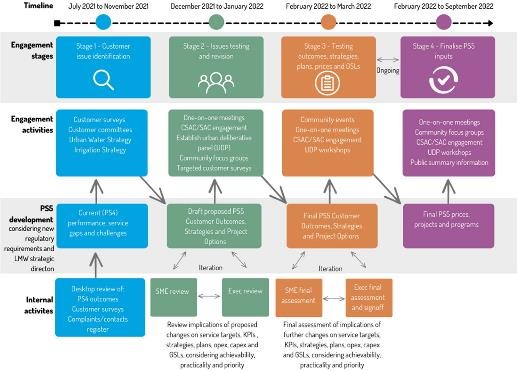 Timeline
July 2021 to November 2021
December 2021 to January 2022
February 2022 to March 2022
February 2022 to September 2022
Engagement
stages
Stage 1 - Customer
issue identification
Stage 2 - Issues testing
and revision
Stage 3 - Testing
outcomes, strategies,
plans, prices and GSLs
Ongoing
Stage 4 - Finalise PS5
inputs
Engagement
activities
Customer surveys
Customer committees
Urban Water Strategy
Irrigation Strategy
One-on-one meetings
CSAC/SAC engagement
Establish urban deliberative
panel (UDP)
Community focus groups
Targeted customer surveys
Community events
One-on-one meetings
CSAC/SAC engagement
UDP workshops
One-on-one meetings
Community focus groups
CSAC/SAC engagement
UDP workshops
Public summary information
PS5
development
considering new
regulatory
requirements and
LMW strategic
directon
Current (PS4)
performance, service
gaps and challenges
Draft proposed PS5
Customer Outcomes,
Strategies and Project
Options
Final PS5 Customer
Outcomes, Strategies
and Project Options
Final PS5 prices,
projects and programs
Iteration
Iteration
Internal
activites
Desktop review of:
PS4 outcomes
Customer surveys
Complaints/contacts
register
SME review
Exec review
SME final
assessment
Exec final
assessment
and signoff
Review implications of proposed
changes on service targets, KPIs,
strategies, plans, opex, capex and
GSLs, considering achievability,
practicality and priority
Final assessment of implications of
further changes on service targets,
KPIs, strategies, plans, opex, capex
and GSLs, considering achievability,
practicality and priority